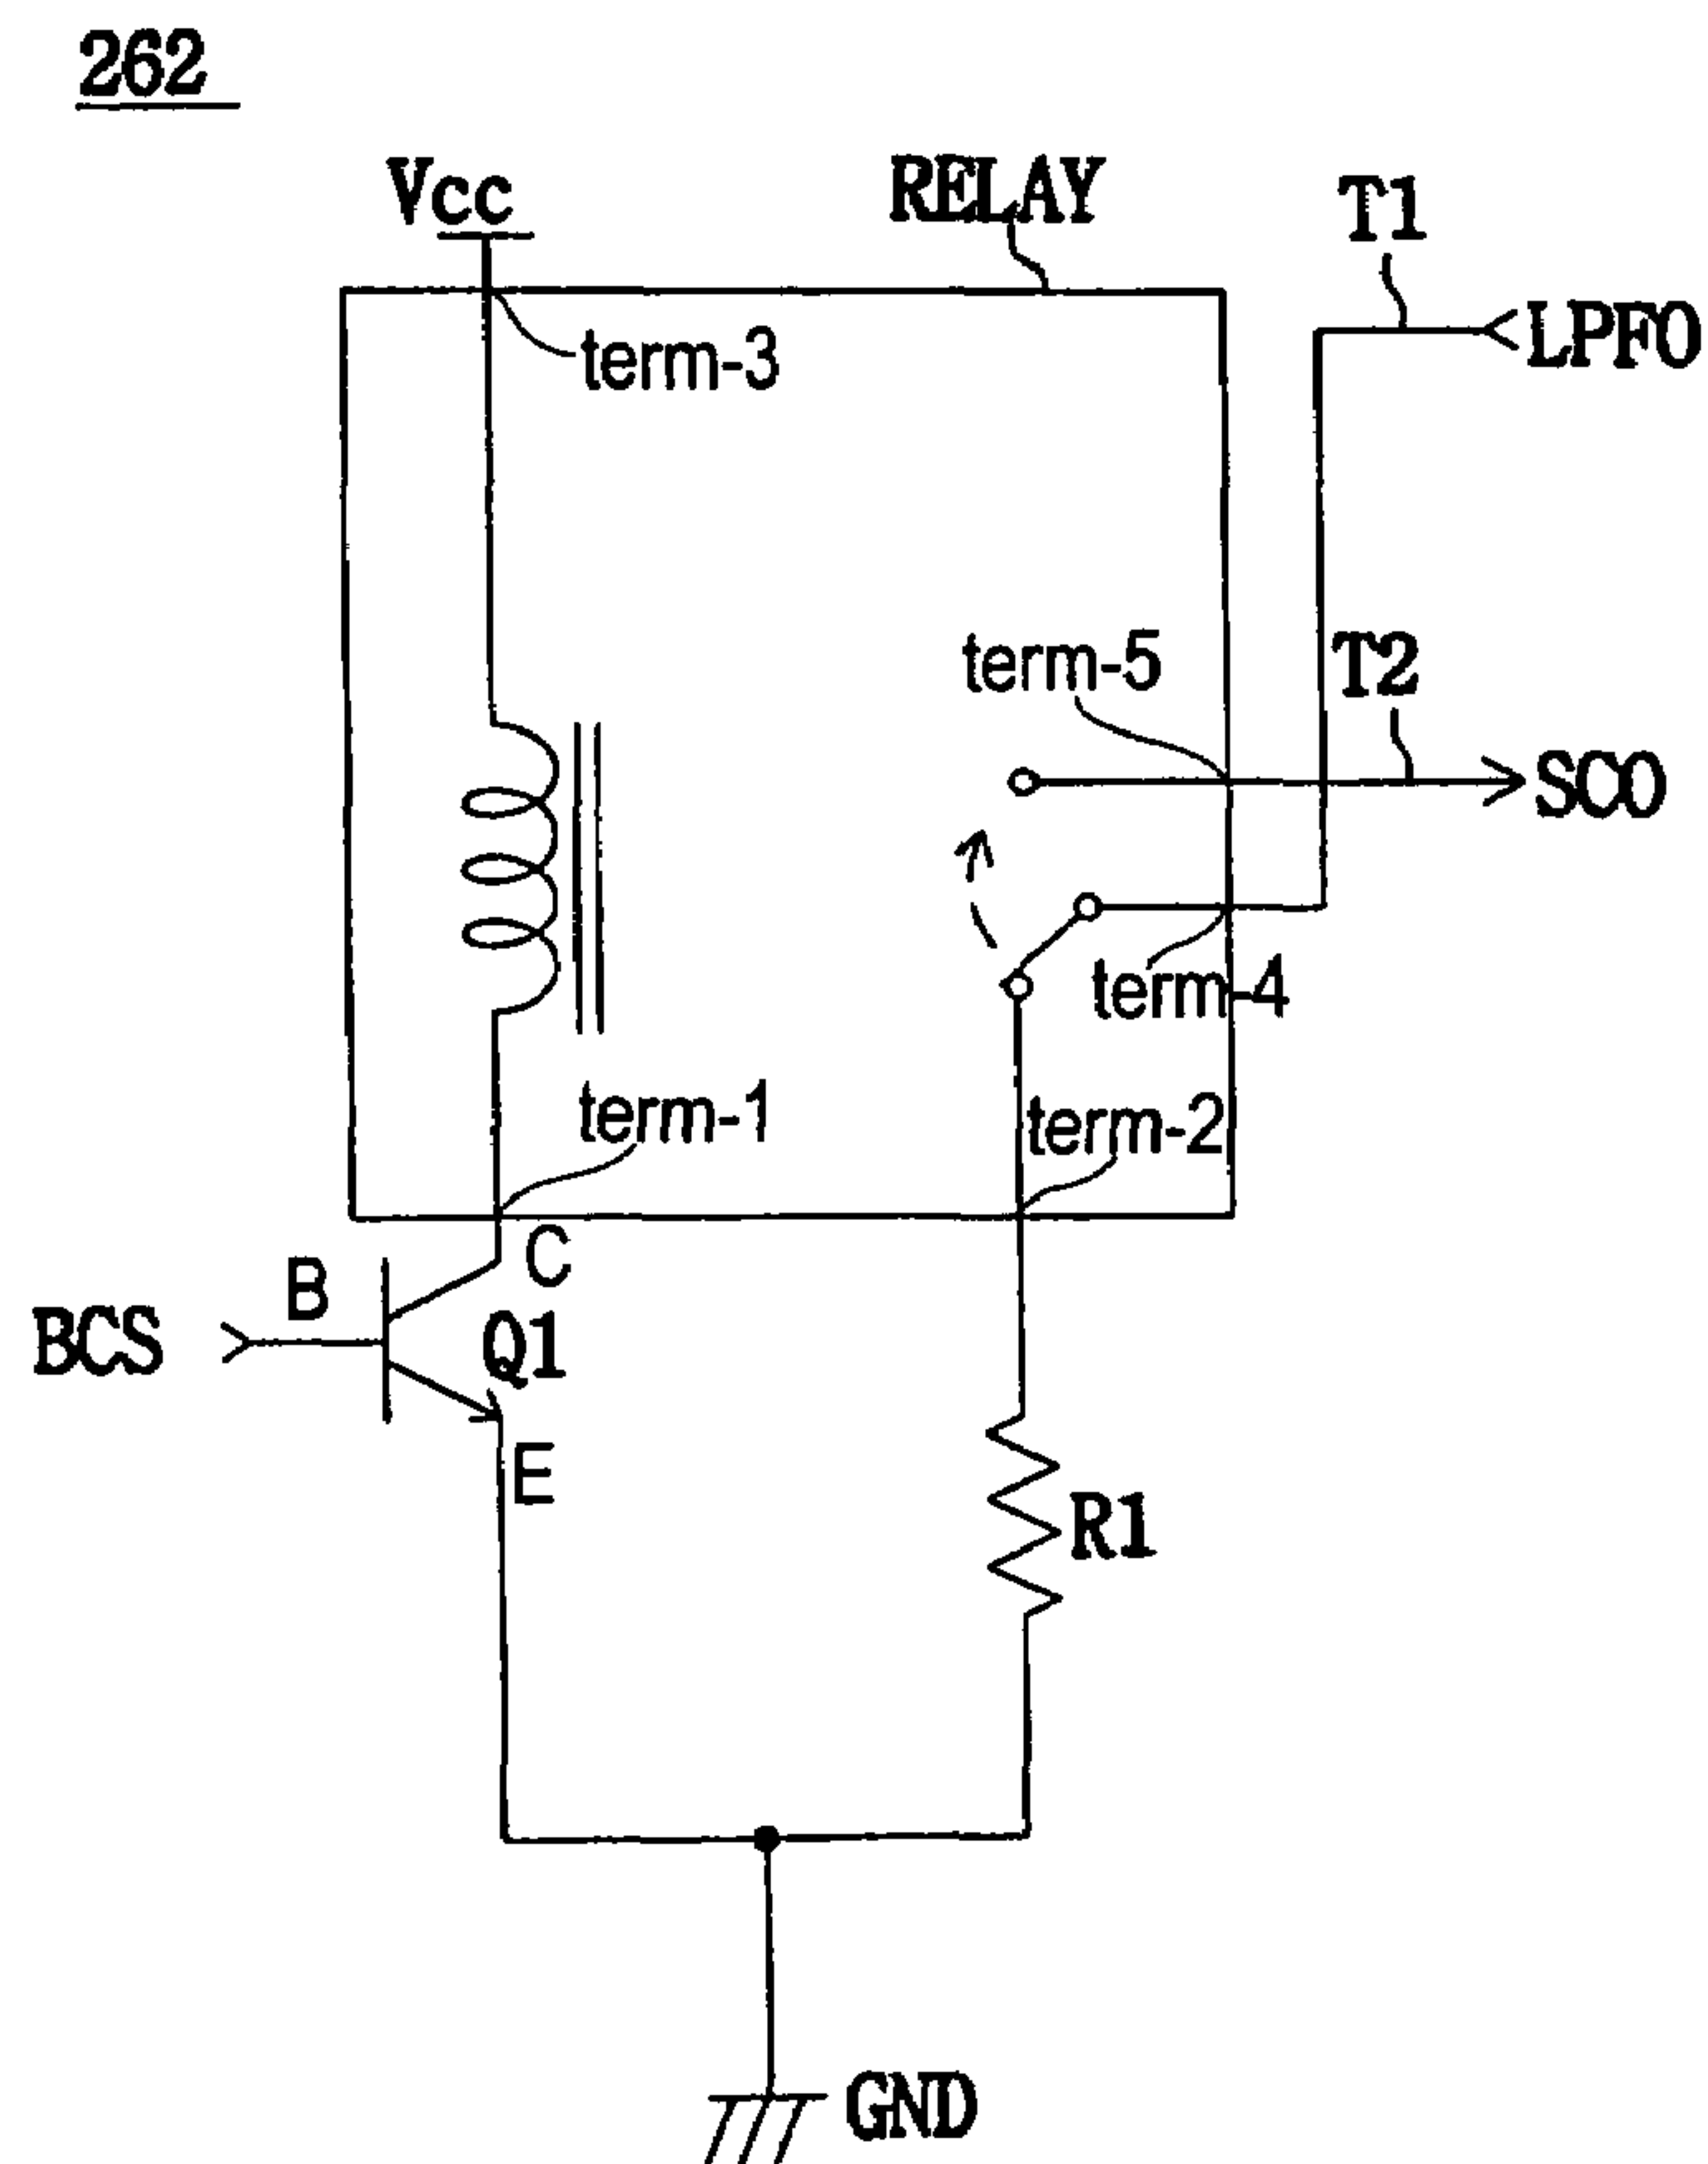 262
Vcc
RELAY
T1
LPFO
term-3
term-5
T2
SCO
term-4
term-1
term-2
C
B
BCS
Q1
E
R1
GND